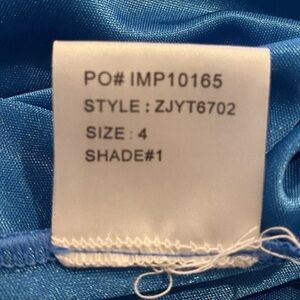 PO# IMP10165
STYLE : ZJYT6702
SIZE : 4
SHADE#1